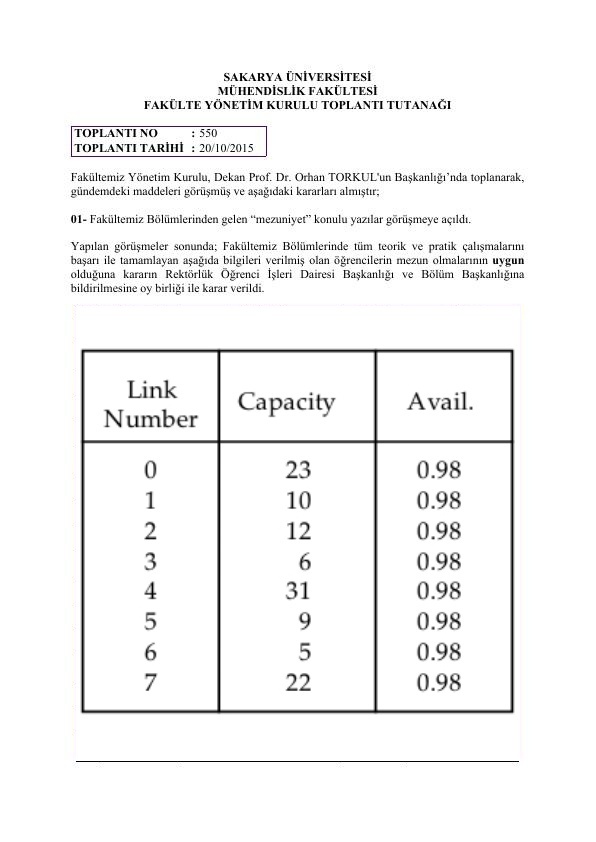 SAKARYA ÜNİVERSİTESİ
MÜHENDİSLİK FAKÜLTESİ
FAKÜLTE YÖNETİM KURULU TOPLANTI TUTANAĞI
TOPLANTI NO : 550
TOPLANTI TARİHİ : 20/10/2015
Fakültemiz Yönetim Kurulu, Dekan Prof. Dr. Orhan TORKUL'un Başkanlığı’nda toplanarak,
gündemdeki maddeleri görüşmüş ve aşağıdaki kararları almıştır;
01- Fakültemiz Bölümlerinden gelen “mezuniyet” konulu yazılar görüşmeye açıldı.
Yapılan görüşmeler sonunda; Fakültemiz Bölümlerinde tüm teorik ve pratik çalışmalarını
başarı ile tamamlayan aşağıda bilgileri verilmiş olan öğrencilerin mezun olmalarının uygun
olduğuna kararın Rektörlük Öğrenci İşleri Dairesi Başkanlığı ve Bölüm Başkanlığına
bildirilmesine oy birliği ile karar verildi.
Link Number Capacity Avail.
0 23 0.98
1 10 0.98
2 12 0.98
3 6 0.98
4 31 0.98
5 9 0.98
6 5 0.98
7 22 0.98